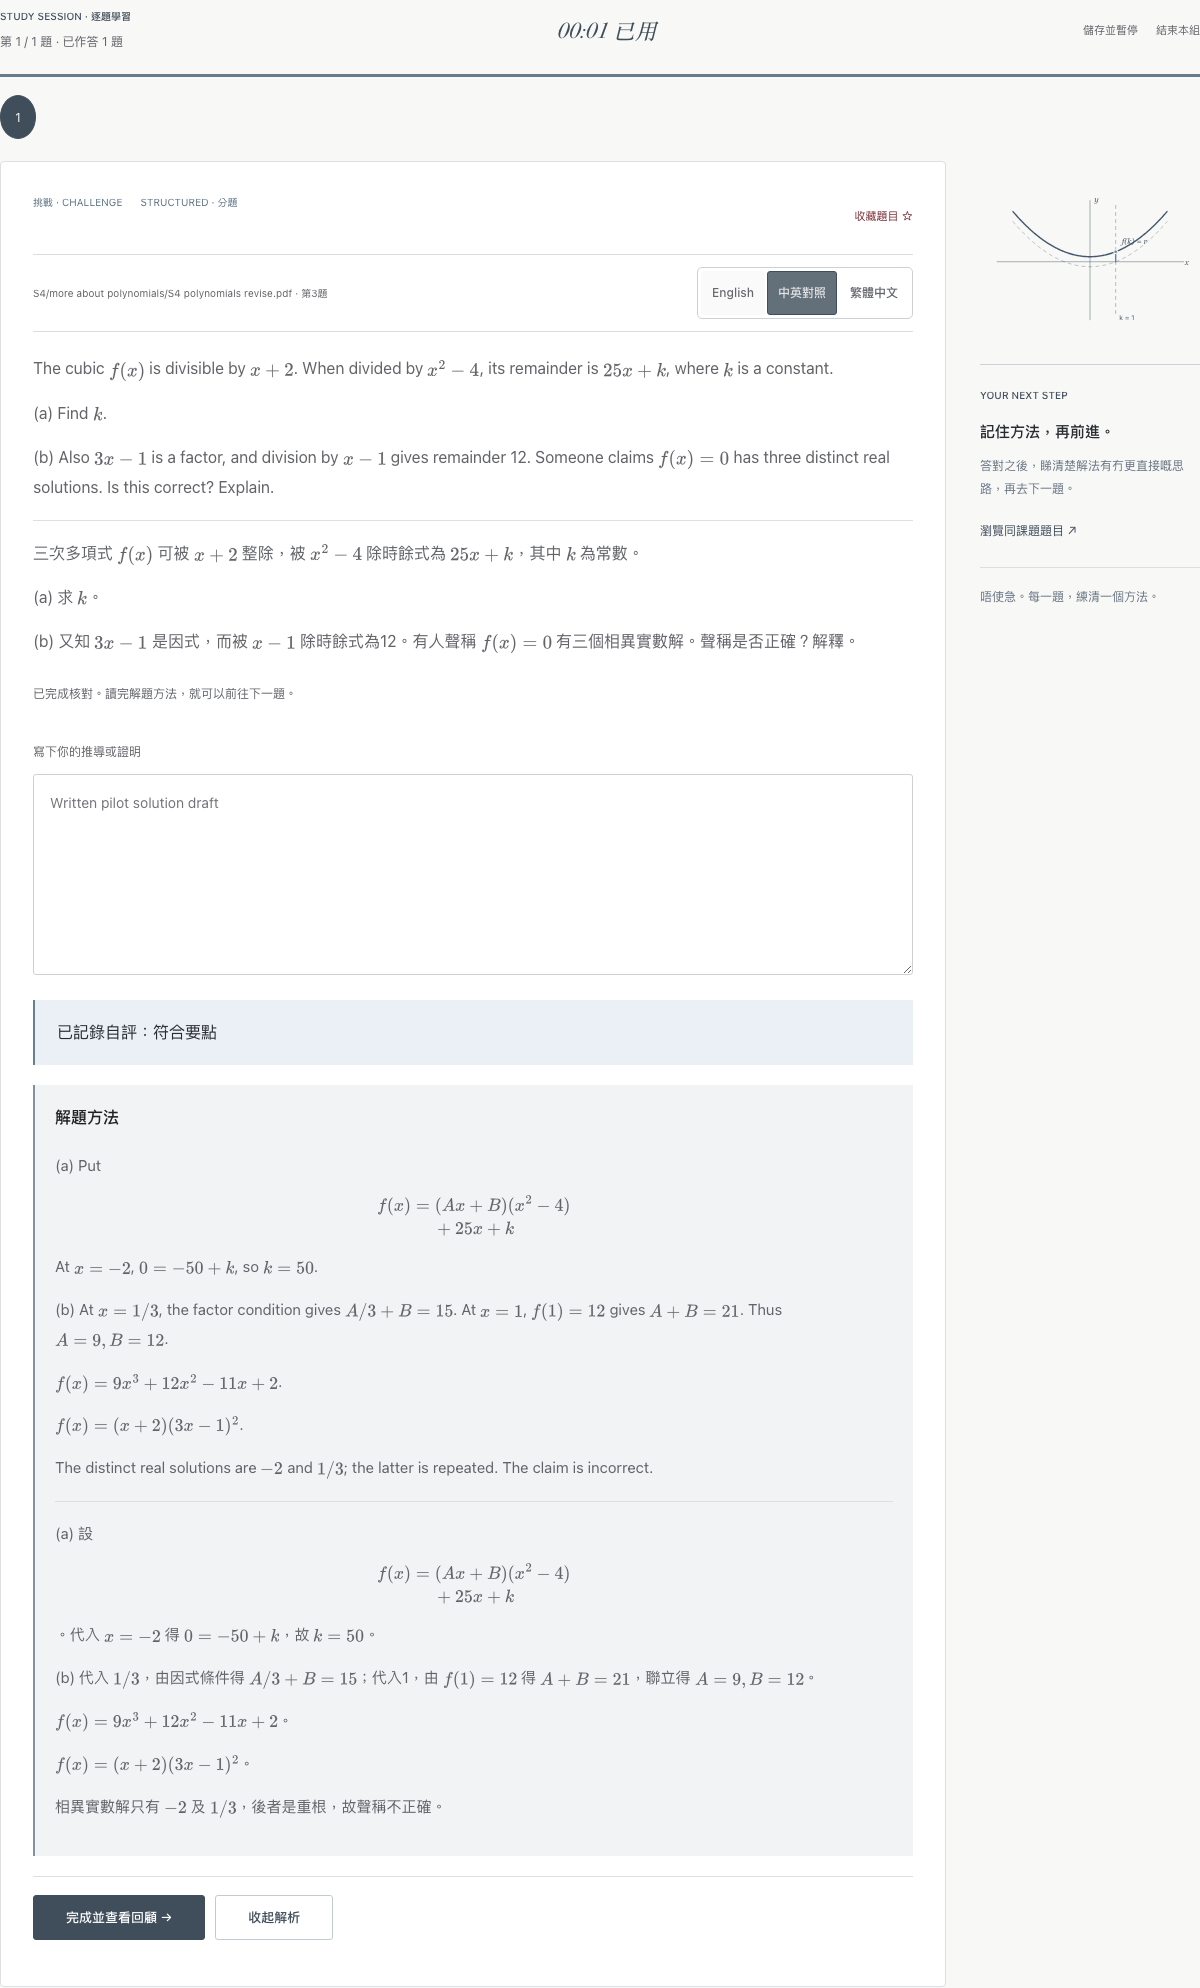 STUDY SESSION · 逐題學習
第 1 / 1 題 · 已作答 1 題
00:01 已用
儲存並暫停 結束本組
1
挑戰 · CHALLENGE STRUCTURED · 分題
收藏題目 ☆
S4/more about polynomials/S4 polynomials revise.pdf · 第3題
English 中英對照 繁體中文
The cubic f(x) is divisible by x + 2. When divided by x² − 4, its remainder is 25x + k, where k is a constant.
(a) Find k.
(b) Also 3x − 1 is a factor, and division by x − 1 gives remainder 12. Someone claims f(x) = 0 has three distinct real
solutions. Is this correct? Explain.
三次多項式 f(x) 可被 x + 2 整除，被 x² − 4 除時餘式為 25x + k，其中 k 為常數。
(a) 求 k。
(b) 又知 3x − 1 是因式，而被 x − 1 除時餘式為12。有人聲稱 f(x) = 0 有三個相異實數解。聲稱是否正確？解釋。
已完成核對。讀完解題方法，就可以前往下一題。
寫下你的推導或證明
Written pilot solution draft
已記錄自評：符合要點
解題方法
(a) Put
f(x) = (Ax + B)(x² − 4)
+ 25x + k
At x = −2, 0 = −50 + k, so k = 50.
(b) At x = 1/3, the factor condition gives A/3 + B = 15. At x = 1, f(1) = 12 gives A + B = 21. Thus
A = 9, B = 12.
f(x) = 9x³ + 12x² − 11x + 2.
f(x) = (x + 2)(3x − 1)².
The distinct real solutions are −2 and 1/3; the latter is repeated. The claim is incorrect.
(a) 設
f(x) = (Ax + B)(x² − 4)
+ 25x + k
。代入 x = −2 得 0 = −50 + k，故 k = 50。
(b) 代入 1/3，由因式條件得 A/3 + B = 15；代入1，由 f(1) = 12 得 A + B = 21，聯立得 A = 9, B = 12。
f(x) = 9x³ + 12x² − 11x + 2。
f(x) = (x + 2)(3x − 1)²。
相異實數解只有 −2 及 1/3，後者是重根，故聲稱不正確。
完成並查看回顧 → 收起解析
y
f(k) = r
x
k = 1
YOUR NEXT STEP
記住方法，再前進。
答對之後，睇清楚解法有冇更直接嘅思
路，再去下一題。
瀏覽同課題題目 ↗
唔使急。每一題，練清一個方法。